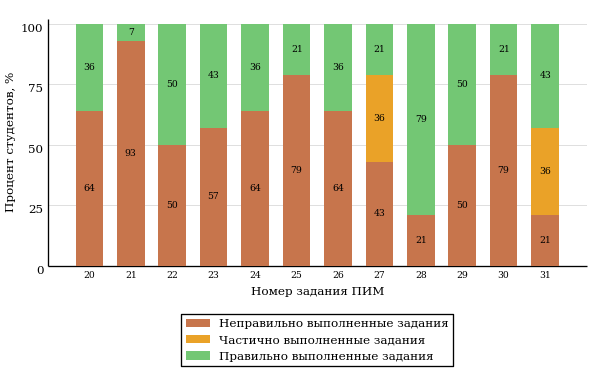 Процент студентов, %
100
75
50
25
0
36 7 50 43 36 21 36 21 79 50 21 43
64 93 50 57 64 79 64 36 21 50 79 36
43 21
20 21 22 23 24 25 26 27 28 29 30 31
Номер задания ПИМ
Неправильно выполненные задания
Частично выполненные задания
Правильно выполненные задания